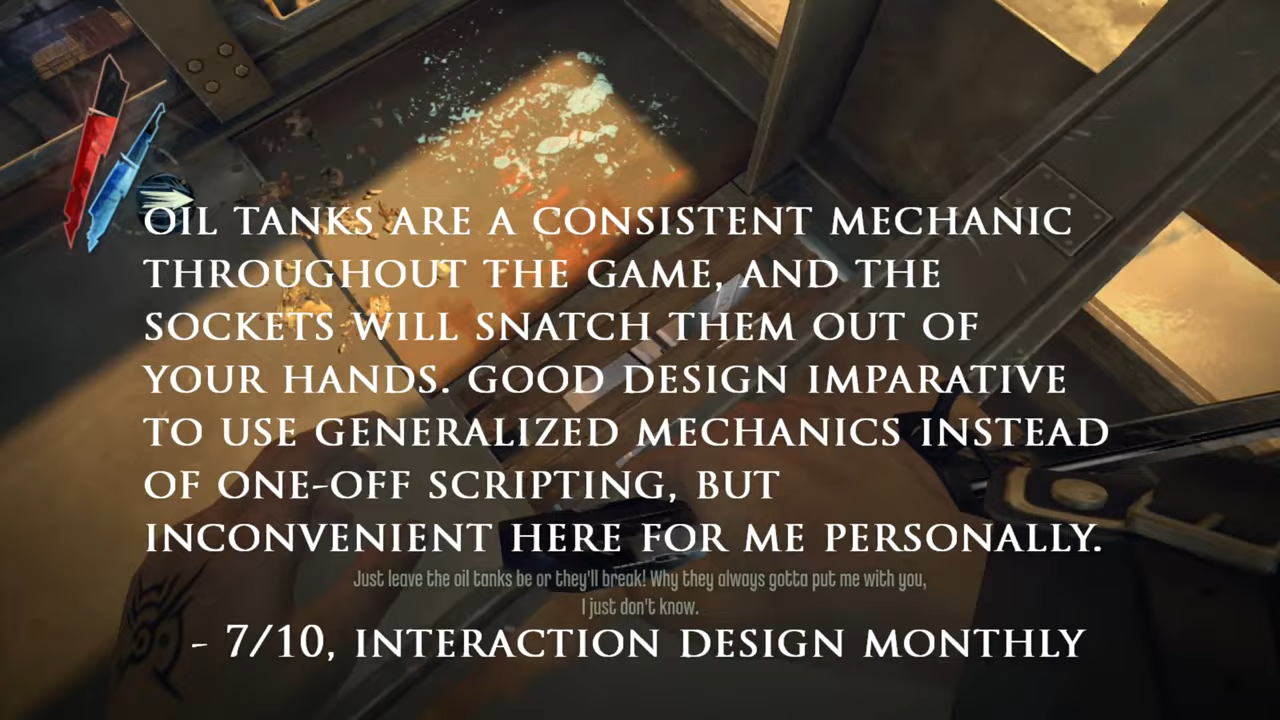 OIL TANKS ARE A CONSISTENT MECHANIC
THROUGHOUT THE GAME, AND THE
SOCKETS WILL SNATCH THEM OUT OF
YOUR HANDS. GOOD DESIGN IMPARATIVE
TO USE GENERALIZED MECHANICS INSTEAD
OF ONE-OFF SCRIPTING, BUT
INCONVENIENT HERE FOR ME PERSONALLY.
Just leave the oil tanks be or they'll break! Why they always gotta put me with you,
I just don't know.
- 7/10, INTERACTION DESIGN MONTHLY